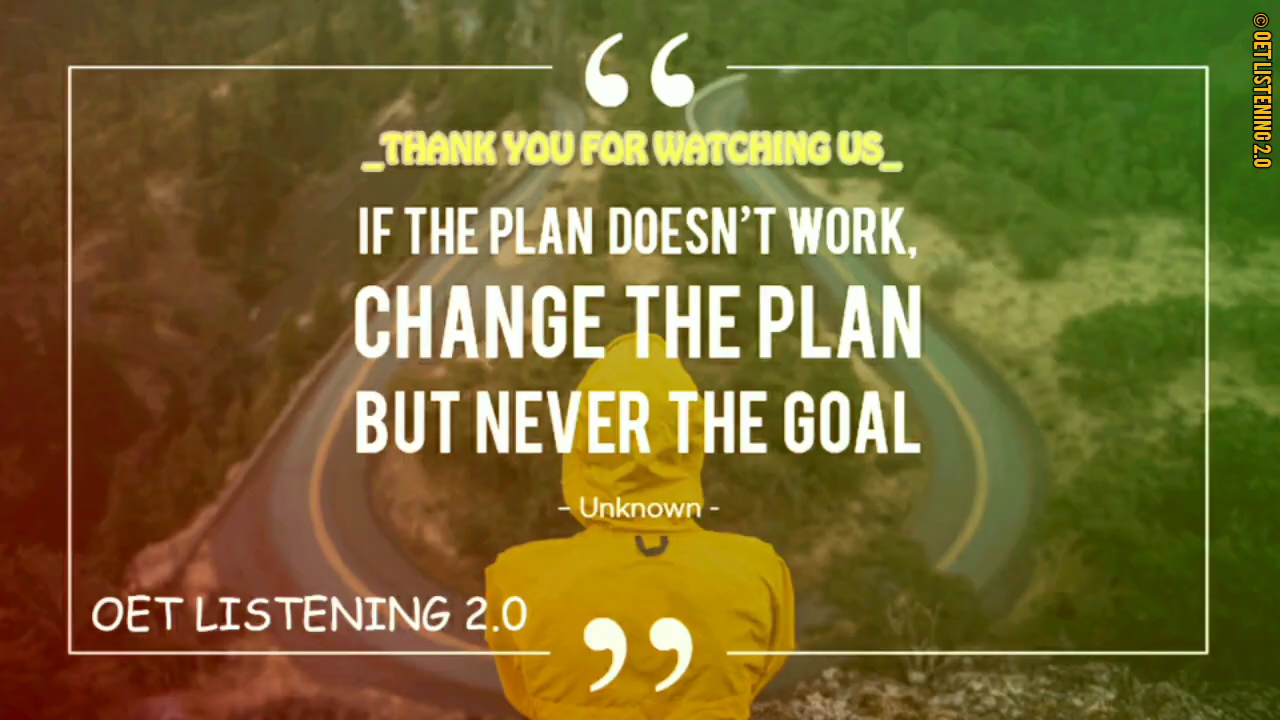 “
_THANK YOU FOR WATCHING US_
IF THE PLAN DOESN’T WORK,
CHANGE THE PLAN
BUT NEVER THE GOAL
- Unknown -
OET LISTENING 2.0
”
© OET LISTENING 2.0